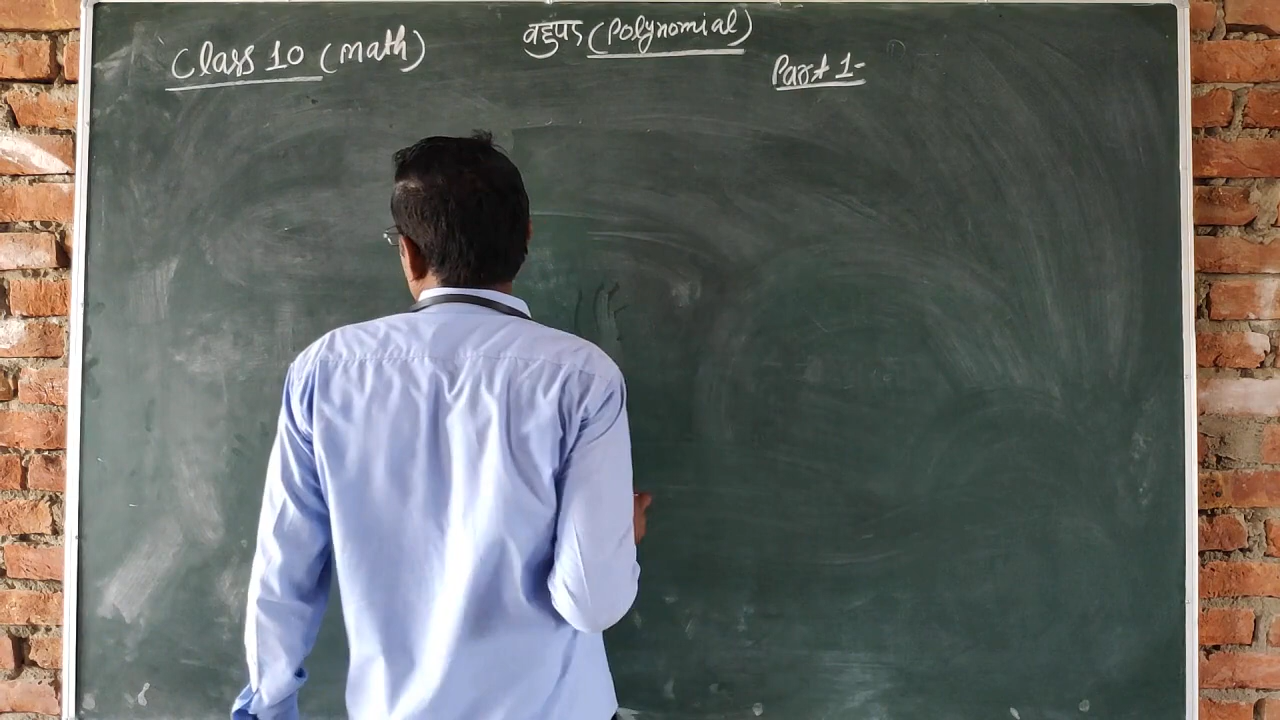 Class 10 (math)
बहुपद (Polynomial)
Part 1-